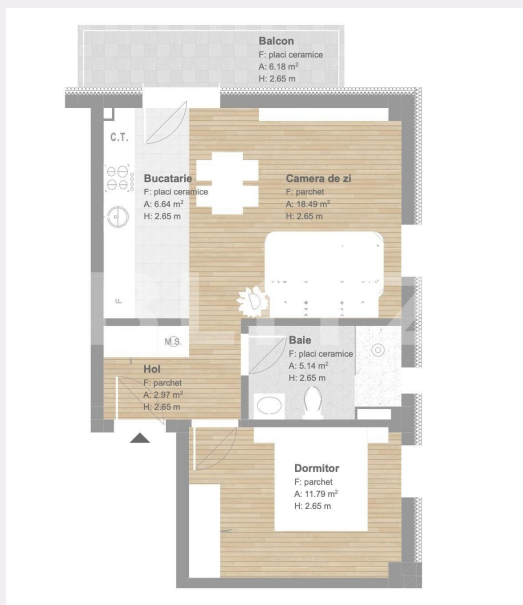 Balcon
F: placi ceramice
A: 6.18 m²
H: 2.65 m
C.T.
Bucatarie
F: placi ceramice
A: 6.64 m²
H: 2.65 m
Camera de zi
F: parchet
A: 18.49 m²
H: 2.65 m
F
BLITZ
M.S.
Baie
F: placi ceramice
A: 5.14 m²
H: 2.65 m
Hol
F: parchet
A: 2.97 m²
H: 2.65 m
Dormitor
F: parchet
A: 11.79 m²
H: 2.65 m